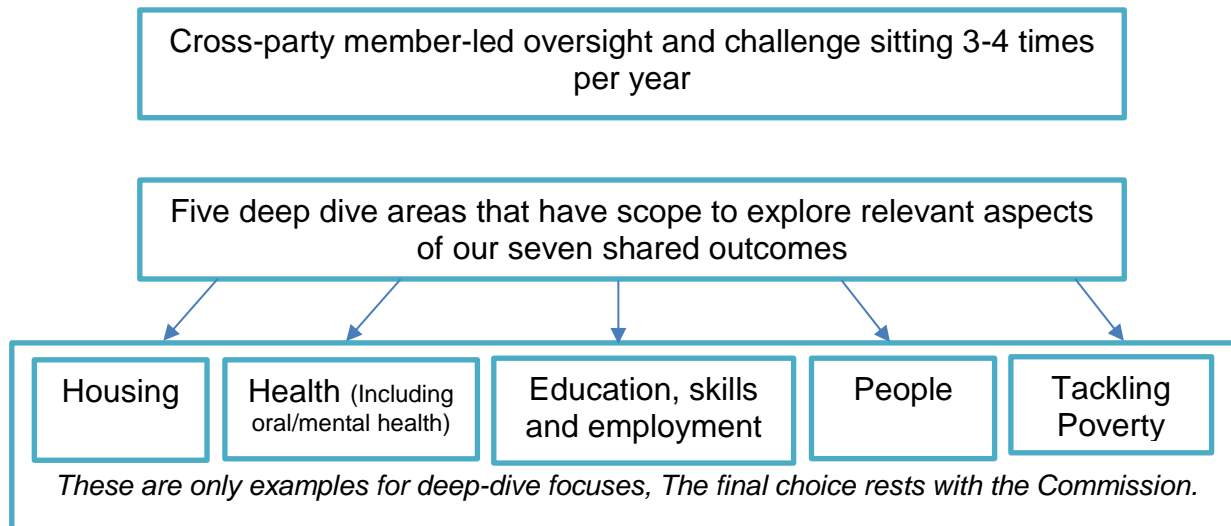 Cross-party member-led oversight and challenge sitting 3-4 times
per year
Five deep dive areas that have scope to explore relevant aspects
of our seven shared outcomes
Housing
Health (Including
oral/mental health)
Education, skills
and employment
People
Tackling
Poverty
These are only examples for deep-dive focuses, The final choice rests with the Commission.